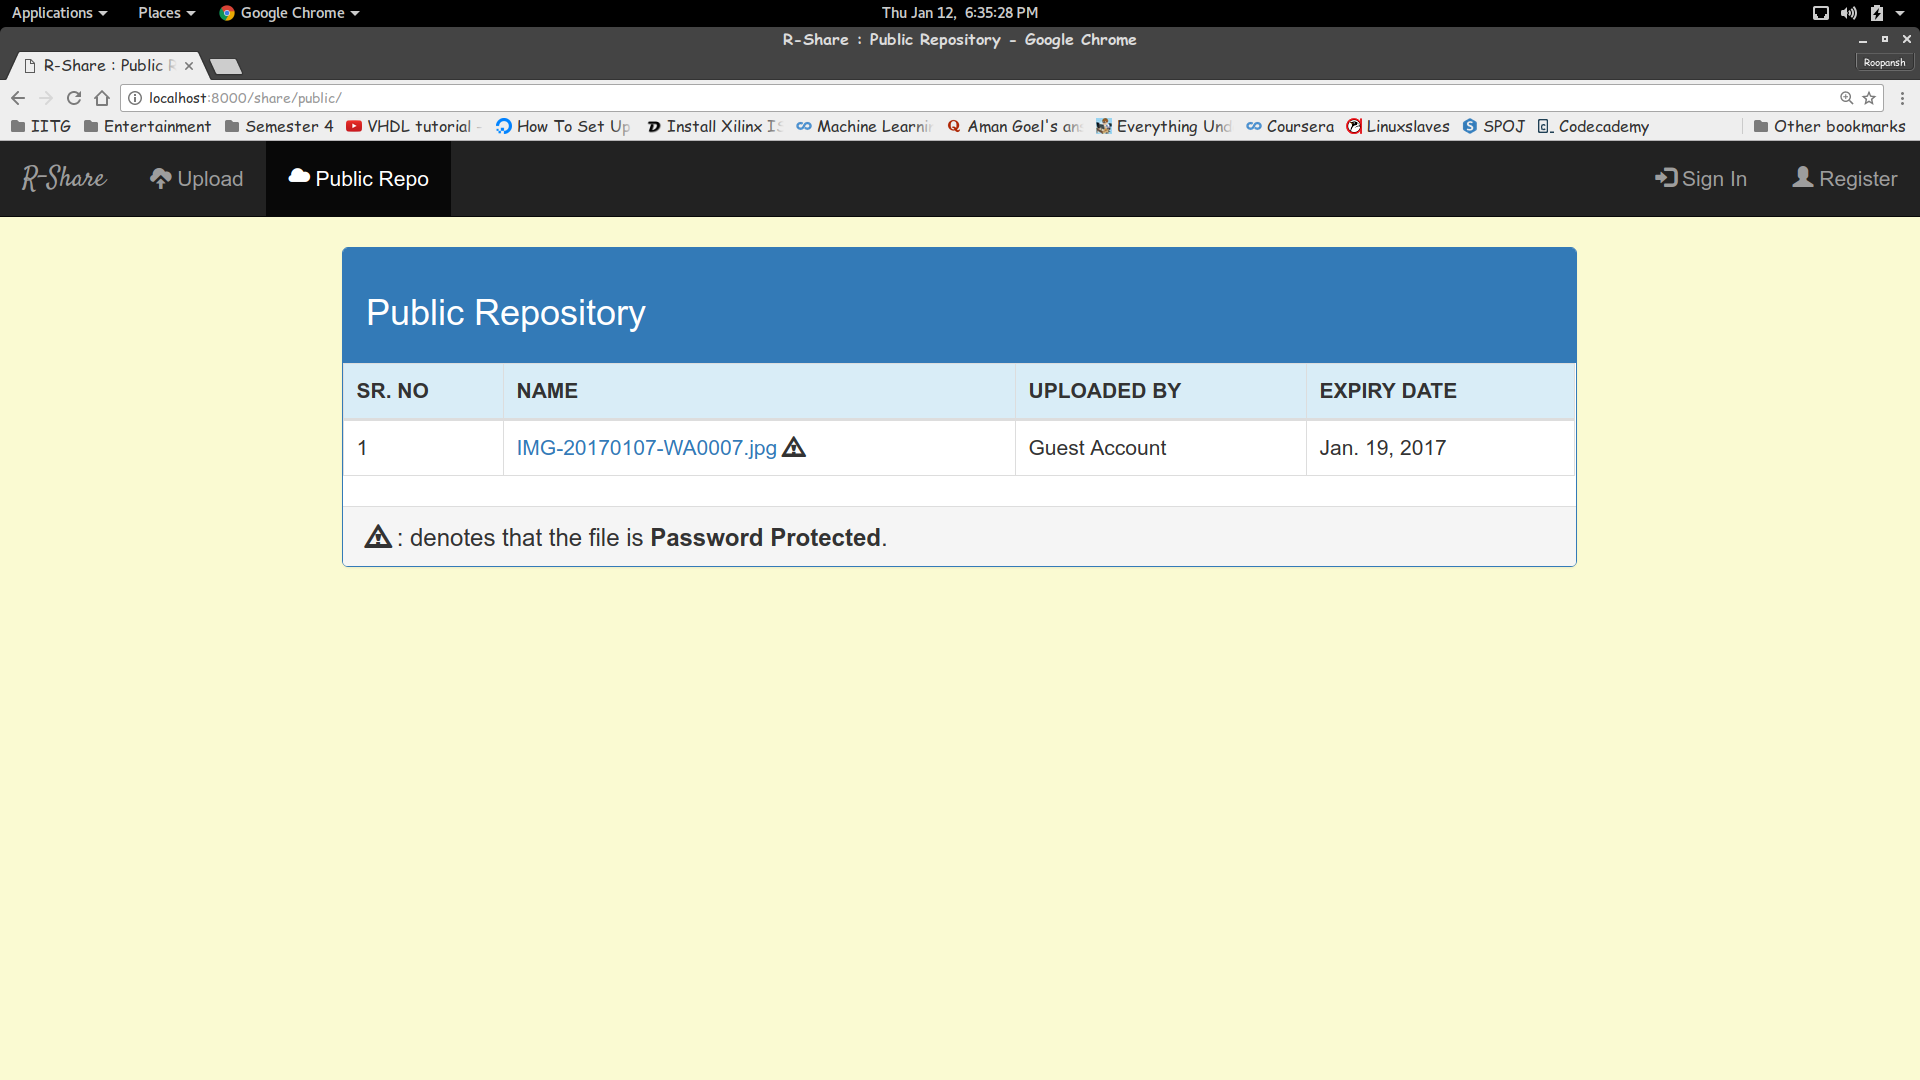 Applications Places Google Chrome Thu Jan 12, 6:35:28 PM
R-Share : Public Repository - Google Chrome
R-Share : Public R Roopansh
localhost:8000/share/public/
IITG Entertainment Semester 4 VHDL tutorial - How To Set Up Install Xilinx IS Machine Learnin Aman Goel's an Everything Und Coursera Linuxslaves SPOJ Codecademy Other bookmarks
R-Share Upload Public Repo Sign In Register
Public Repository
SR. NO NAME UPLOADED BY EXPIRY DATE
1 IMG-20170107-WA0007.jpg Guest Account Jan. 19, 2017
: denotes that the file is Password Protected.